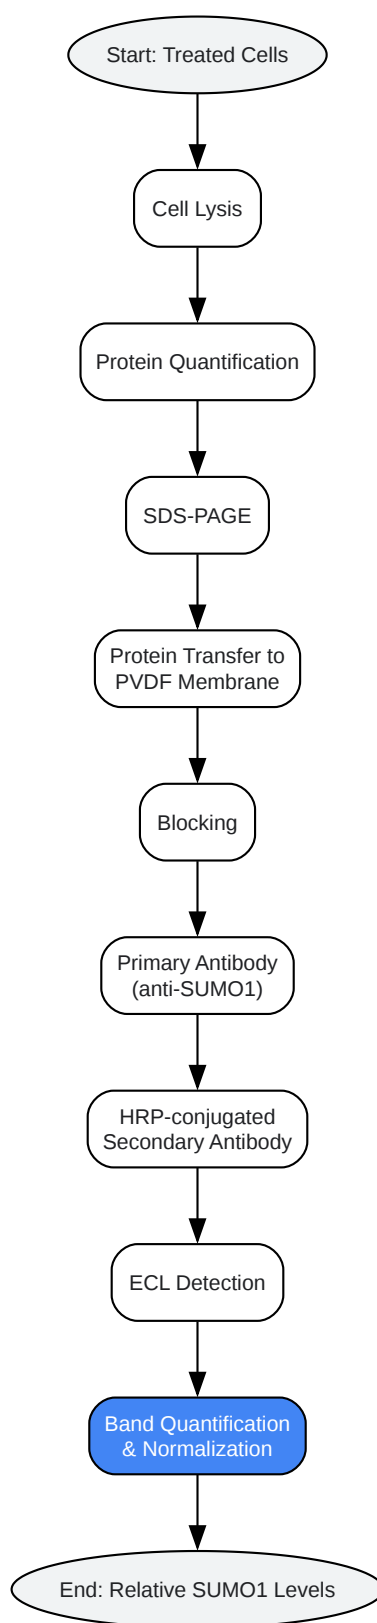 Start: Treated Cells
Cell Lysis
Protein Quantification
SDS-PAGE
Protein Transfer to
PVDF Membrane
Blocking
Primary Antibody
(anti-SUMO1)
HRP-conjugated
Secondary Antibody
ECL Detection
Band Quantification
& Normalization
End: Relative SUMO1 Levels